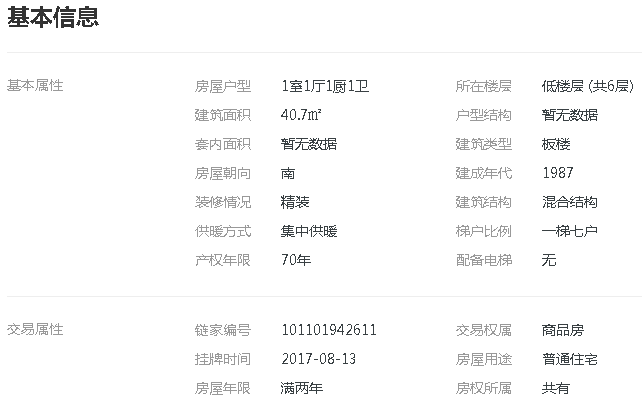 基本信息
基本属性 房屋户型 1室1厅1厨1卫 所在楼层 低楼层 (共6层)
建筑面积 40.7㎡ 户型结构 暂无数据
套内面积 暂无数据 建筑类型 板楼
房屋朝向 南 建成年代 1987
装修情况 精装 建筑结构 混合结构
供暖方式 集中供暖 梯户比例 一梯七户
产权年限 70年 配备电梯 无
交易属性 链家编号 101101942611 交易权属 商品房
挂牌时间 2017-08-13 房屋用途 普通住宅
房屋年限 满两年 房权所属 共有